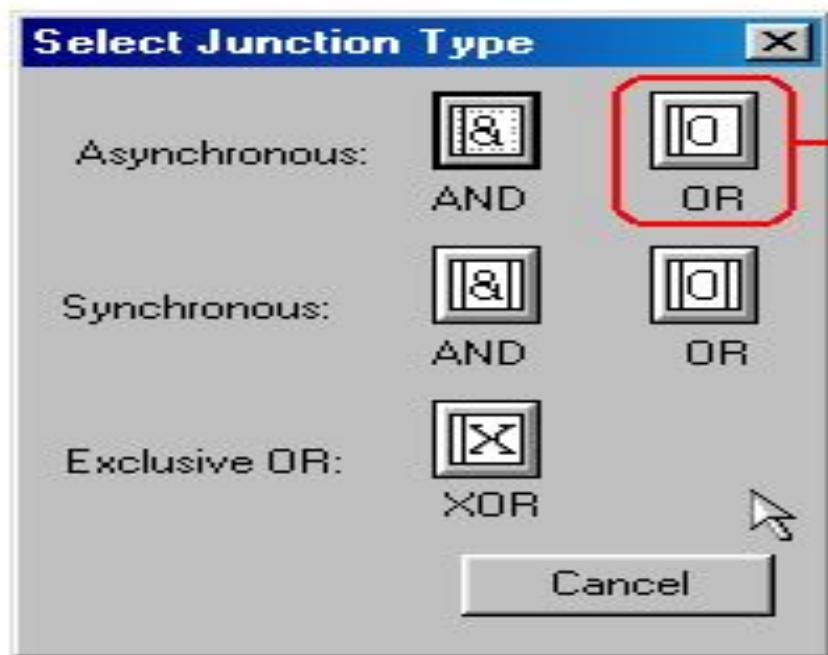 Select Junction Type
Asynchronous:
&
O
AND
OR
Synchronous:
&
O
AND
OR
Exclusive OR:
X
XOR
Cancel